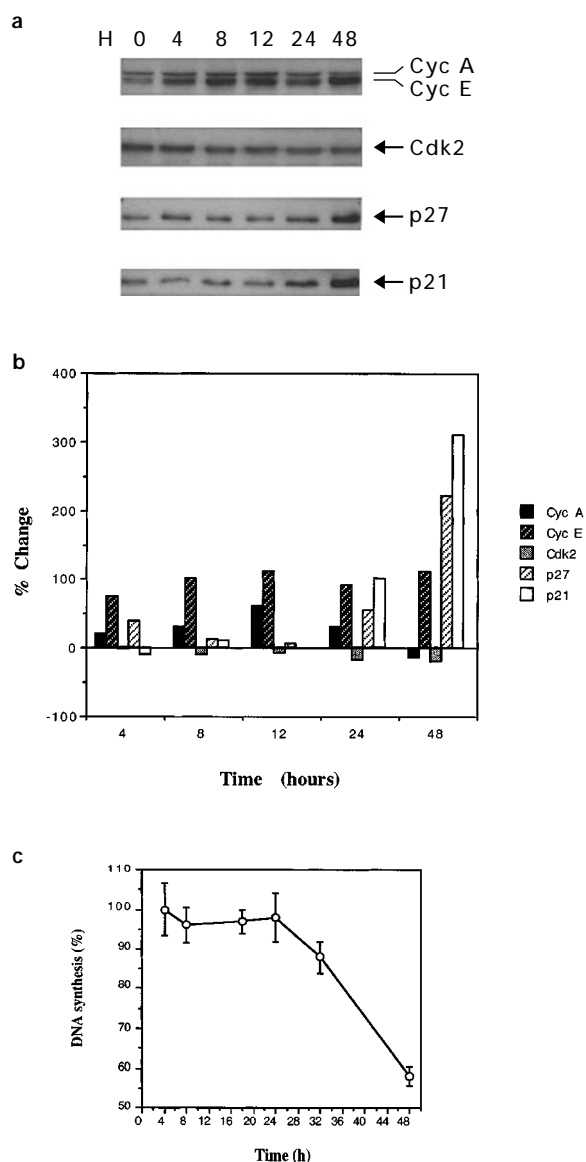 a
H 0 4 8 12 24 48
Cyc A
Cyc E
Cdk2
p27
p21
b
400
300
200
100
0
-100
% Change
4 8 12 24 48
Time (hours)
Cyc A
Cyc E
Cdk2
p27
p21
c
110
100
90
80
70
60
50
DNA synthesis (%)
0 4 8 12 16 20 24 28 32 36 40 44 48
Time (h)